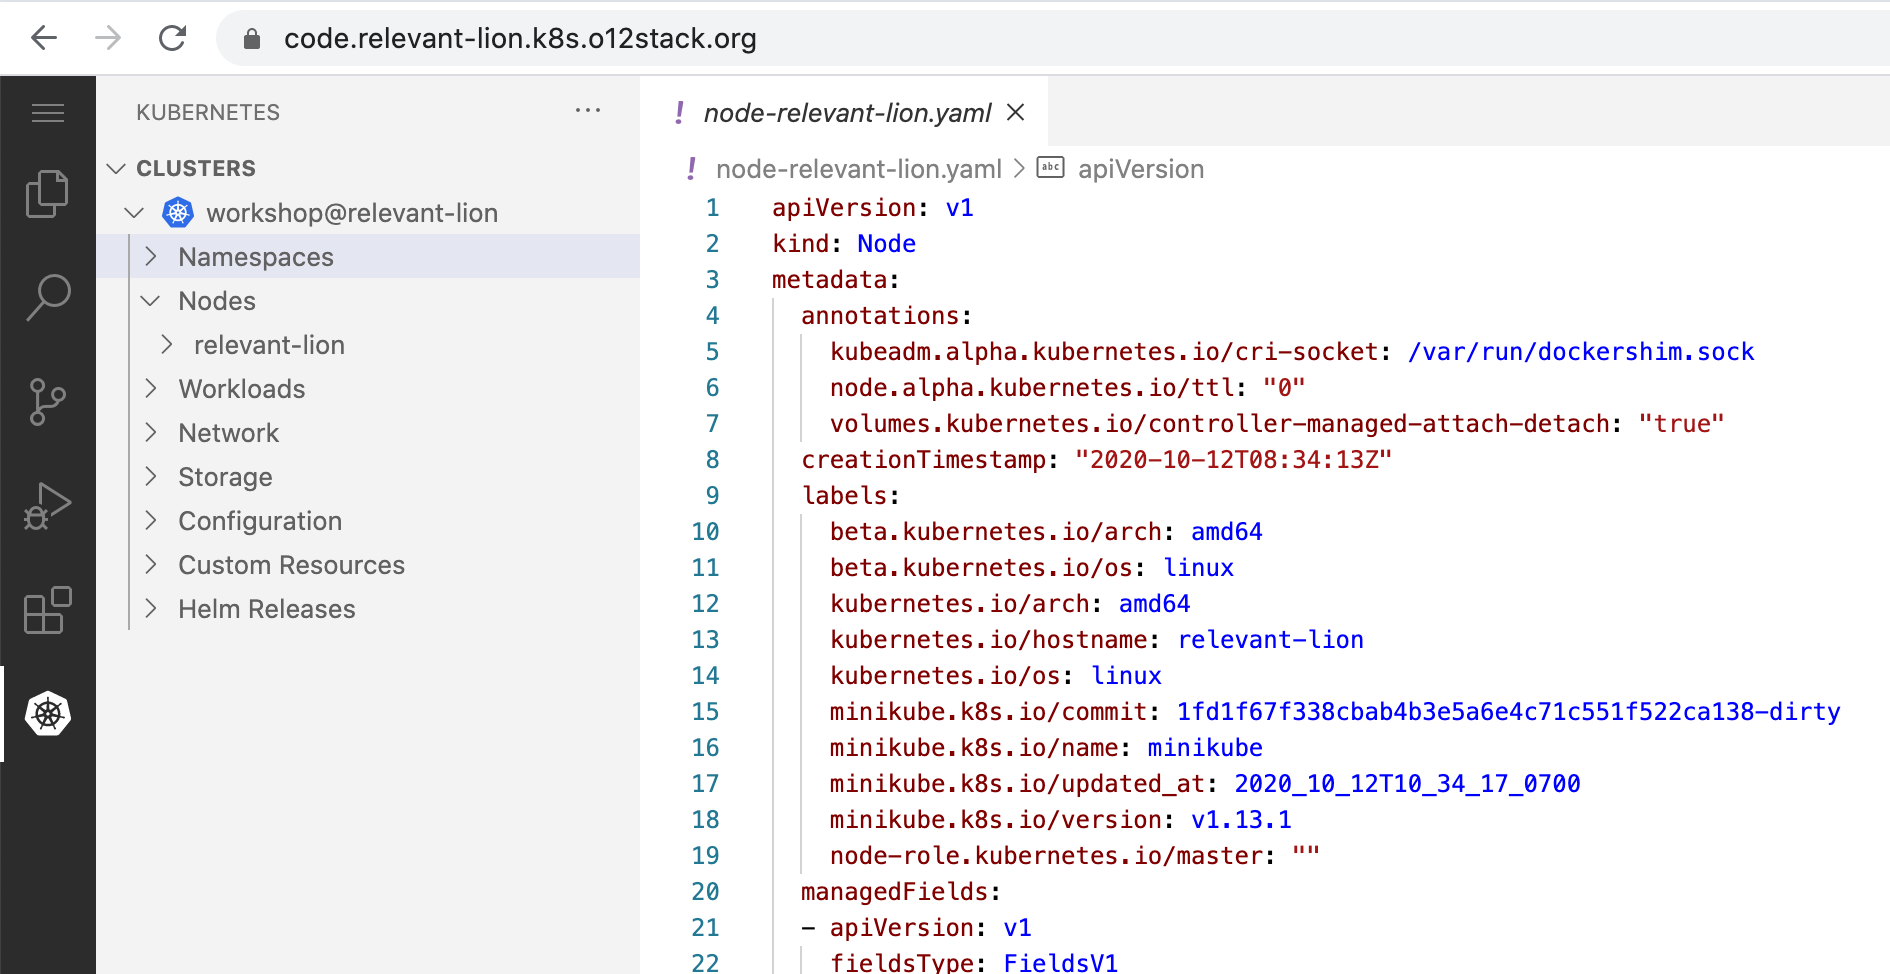 code.relevant-lion.k8s.o12stack.org
KUBERNETES
CLUSTERS
workshop@relevant-lion
Namespaces
Nodes
relevant-lion
Workloads
Network
Storage
Configuration
Custom Resources
Helm Releases
! node-relevant-lion.yaml
! node-relevant-lion.yaml > abc apiVersion
1 apiVersion: v1
2 kind: Node
3 metadata:
4 annotations:
5 kubeadm.alpha.kubernetes.io/cri-socket: /var/run/dockershim.sock
6 node.alpha.kubernetes.io/ttl: "0"
7 volumes.kubernetes.io/controller-managed-attach-detach: "true"
8 creationTimestamp: "2020-10-12T08:34:13Z"
9 labels:
10 beta.kubernetes.io/arch: amd64
11 beta.kubernetes.io/os: linux
12 kubernetes.io/arch: amd64
13 kubernetes.io/hostname: relevant-lion
14 kubernetes.io/os: linux
15 minikube.k8s.io/commit: 1fd1f67f338cbab4b3e5a6e4c71c551f522ca138-dirty
16 minikube.k8s.io/name: minikube
17 minikube.k8s.io/updated_at: 2020_10_12T10_34_17_0700
18 minikube.k8s.io/version: v1.13.1
19 node-role.kubernetes.io/master: ""
20 managedFields:
21 - apiVersion: v1
22 fieldsType: FieldsV1